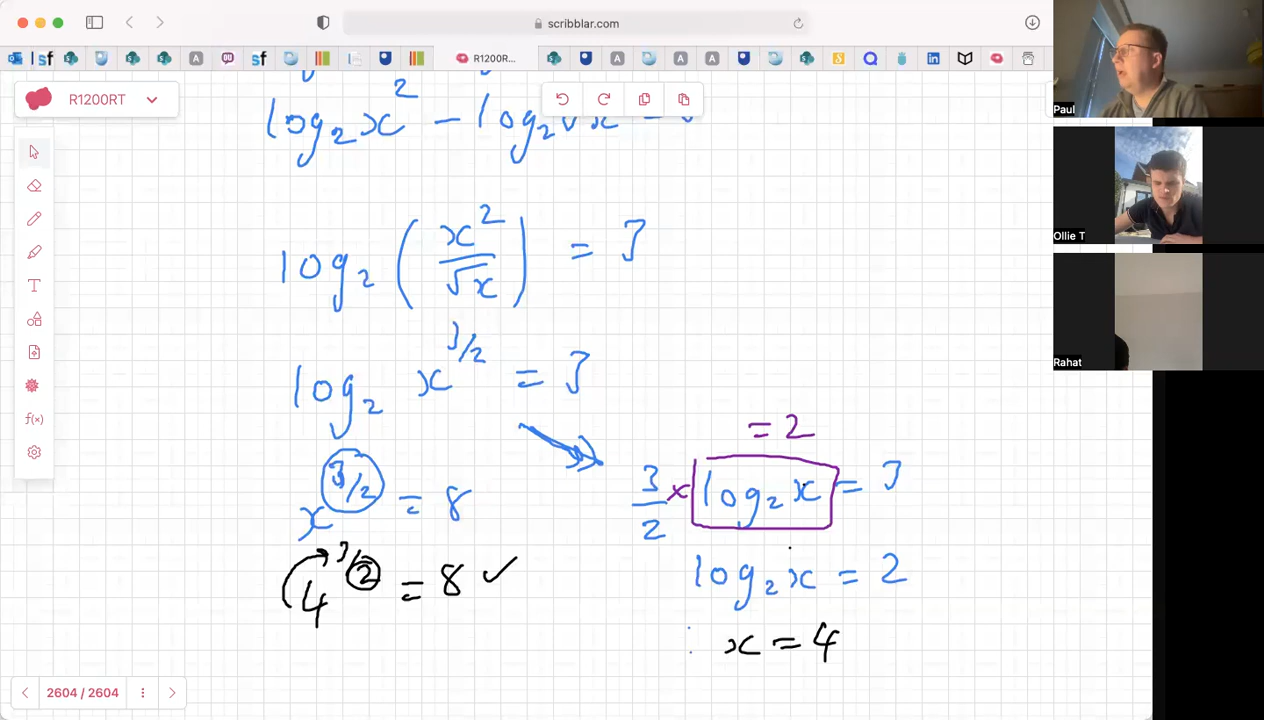 scribblar.com
R1200R...
R1200RT
log₂x² − log₂√x = 3
log₂ (x²/√x) = 3
log₂ x^3/2 = 3
= 2
x^3/2 = 8
3/2 × log₂x = 3
4^3/2 = 8 ✓
log₂x = 2
x = 4
2604 / 2604
Paul
Ollie T
Rahat
f(x)
T